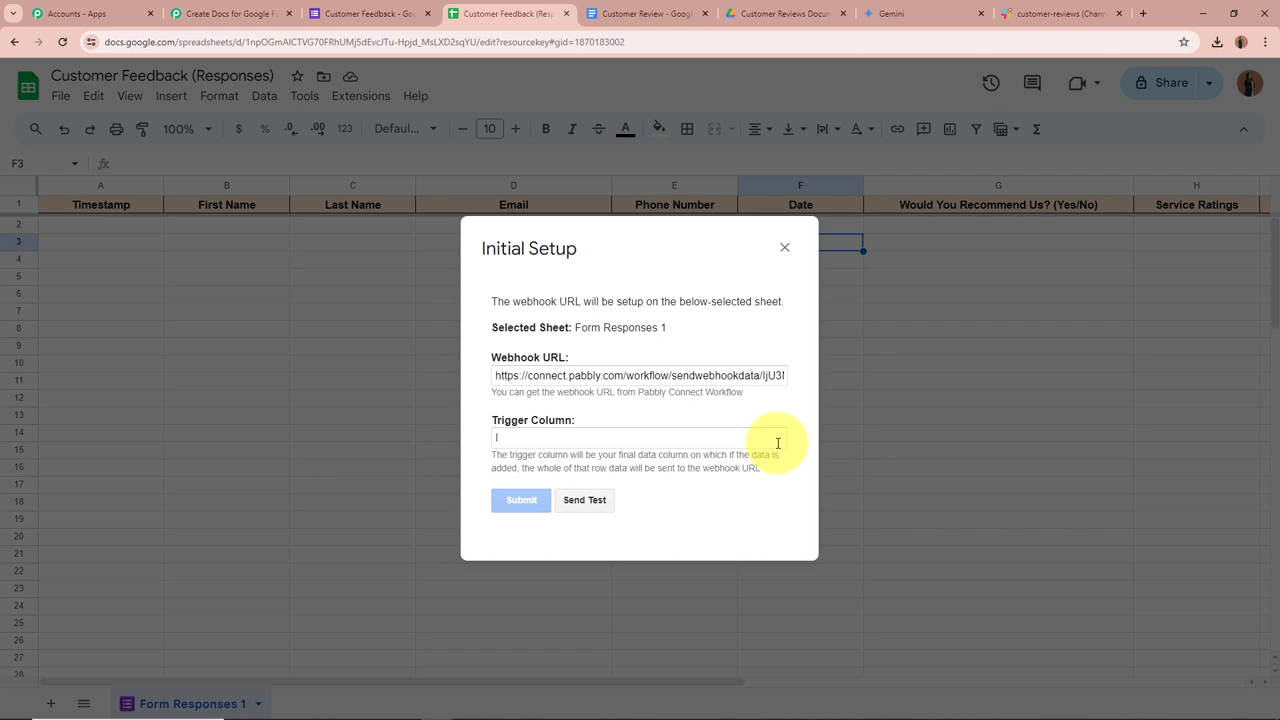 Accounts - Apps
Create Docs for Google F
Customer Feedback - Goo
Customer Feedback (Resp
Customer Review - Googl
Customer Reviews Docum
Gemini
customer-reviews (Chann
docs.google.com/spreadsheets/d/1npOGmAlCTVG70FRhUMj5dEvcJTu-Hpjd_MsLXD2sqYU/edit?resourcekey#gid=1870183002
Customer Feedback (Responses)
File Edit View Insert Format Data Tools Extensions Help
Share
100% $ % .0 .00 123 Defaul... 10 B I A
F3 fx
A B C D E F G H
1 Timestamp First Name Last Name Email Phone Number Date Would You Recommend Us? (Yes/No) Service Ratings
2
3
4
5
6
7
8
9
10
11
12
13
14
15
16
17
18
19
20
21
22
23
24
25
26
27
28
Initial Setup
The webhook URL will be setup on the below-selected sheet.
Selected Sheet: Form Responses 1
Webhook URL:
https://connect.pabbly.com/workflow/sendwebhookdata/IjU3
You can get the webhook URL from Pabbly Connect Workflow
Trigger Column:
The trigger column will be your final data column on which if the data is
added, the whole of that row data will be sent to the webhook URL
Submit Send Test
Form Responses 1